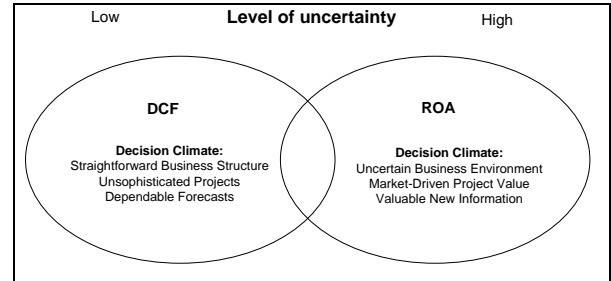 Low Level of uncertainty High
DCF
Decision Climate:
Straightforward Business Structure
Unsophisticated Projects
Dependable Forecasts
ROA
Decision Climate:
Uncertain Business Environment
Market-Driven Project Value
Valuable New Information